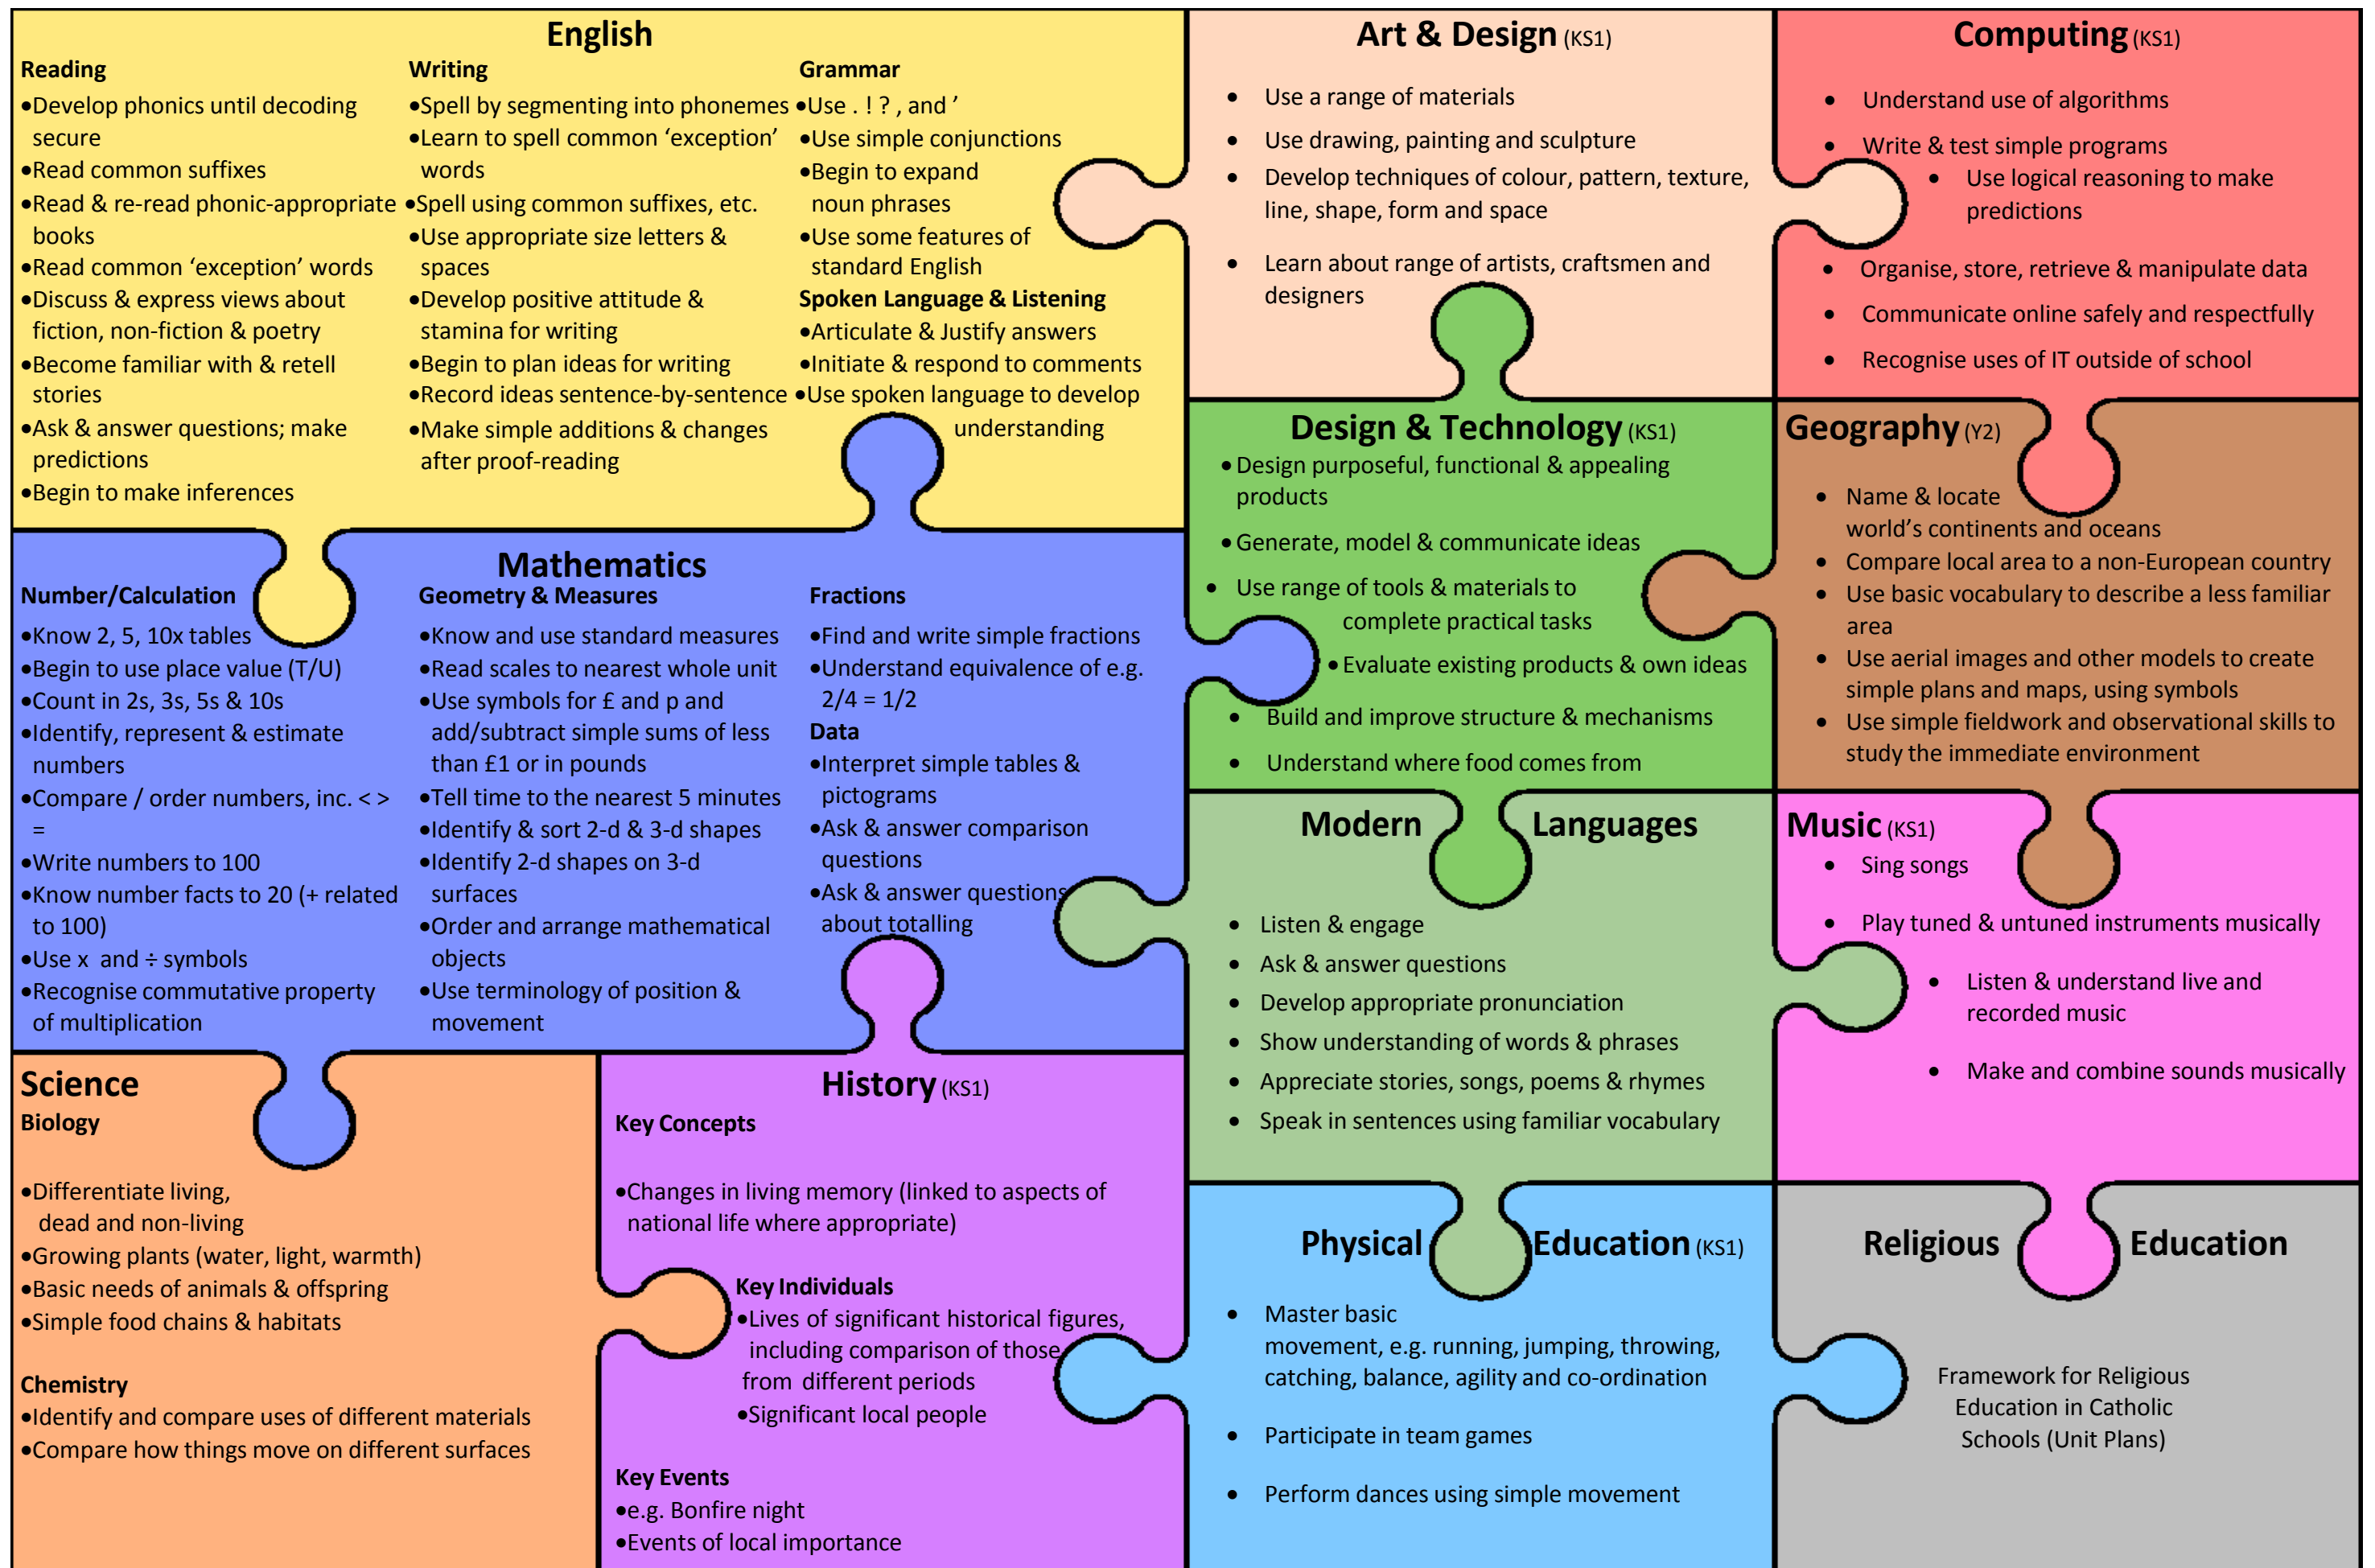 English
Reading
•Develop phonics until decoding
secure
•Read common suffixes
•Read & re-read phonic-appropriate
books
•Read common ‘exception’ words
•Discuss & express views about
fiction, non-fiction & poetry
•Become familiar with & retell
stories
•Ask & answer questions; make
predictions
•Begin to make inferences
Writing
•Spell by segmenting into phonemes
•Learn to spell common ‘exception’
words
•Spell using common suffixes, etc.
•Use appropriate size letters &
spaces
•Develop positive attitude &
stamina for writing
•Begin to plan ideas for writing
•Record ideas sentence-by-sentence
•Make simple additions & changes
after proof-reading
Grammar
•Use . ! ? , and ’
•Use simple conjunctions
•Begin to expand
noun phrases
•Use some features of
standard English
Spoken Language & Listening
•Articulate & Justify answers
•Initiate & respond to comments
•Use spoken language to develop
understanding
Art & Design (KS1)
• Use a range of materials
• Use drawing, painting and sculpture
• Develop techniques of colour, pattern, texture,
line, shape, form and space
• Learn about range of artists, craftsmen and
designers
Computing (KS1)
• Understand use of algorithms
• Write & test simple programs
• Use logical reasoning to make
predictions
• Organise, store, retrieve & manipulate data
• Communicate online safely and respectfully
• Recognise uses of IT outside of school
Mathematics
Number/Calculation
•Know 2, 5, 10x tables
•Begin to use place value (T/U)
•Count in 2s, 3s, 5s & 10s
•Identify, represent & estimate
numbers
•Compare / order numbers, inc. < >
=
•Write numbers to 100
•Know number facts to 20 (+ related
to 100)
•Use x and ÷ symbols
•Recognise commutative property
of multiplication
Geometry & Measures
•Know and use standard measures
•Read scales to nearest whole unit
•Use symbols for £ and p and
add/subtract simple sums of less
than £1 or in pounds
•Tell time to the nearest 5 minutes
•Identify & sort 2-d & 3-d shapes
•Identify 2-d shapes on 3-d
surfaces
•Order and arrange mathematical
objects
•Use terminology of position &
movement
Fractions
•Find and write simple fractions
•Understand equivalence of e.g.
2/4 = 1/2
Data
•Interpret simple tables &
pictograms
•Ask & answer comparison
questions
•Ask & answer questions
about totalling
Design & Technology (KS1)
• Design purposeful, functional & appealing
products
• Generate, model & communicate ideas
• Use range of tools & materials to
complete practical tasks
• Evaluate existing products & own ideas
• Build and improve structure & mechanisms
• Understand where food comes from
Geography (Y2)
• Name & locate
world’s continents and oceans
• Compare local area to a non-European country
• Use basic vocabulary to describe a less familiar
area
• Use aerial images and other models to create
simple plans and maps, using symbols
• Use simple fieldwork and observational skills to
study the immediate environment
Modern Languages
• Listen & engage
• Ask & answer questions
• Develop appropriate pronunciation
• Show understanding of words & phrases
• Appreciate stories, songs, poems & rhymes
• Speak in sentences using familiar vocabulary
Music (KS1)
• Sing songs
• Play tuned & untuned instruments musically
• Listen & understand live and
recorded music
• Make and combine sounds musically
Science
Biology
•Differentiate living,
dead and non-living
•Growing plants (water, light, warmth)
•Basic needs of animals & offspring
•Simple food chains & habitats
Chemistry
•Identify and compare uses of different materials
•Compare how things move on different surfaces
History (KS1)
Key Concepts
•Changes in living memory (linked to aspects of
national life where appropriate)
Key Individuals
•Lives of significant historical figures,
including comparison of those
from different periods
•Significant local people
Key Events
•e.g. Bonfire night
•Events of local importance
Physical Education (KS1)
• Master basic
movement, e.g. running, jumping, throwing,
catching, balance, agility and co-ordination
• Participate in team games
• Perform dances using simple movement
Religious Education
Framework for Religious
Education in Catholic
Schools (Unit Plans)